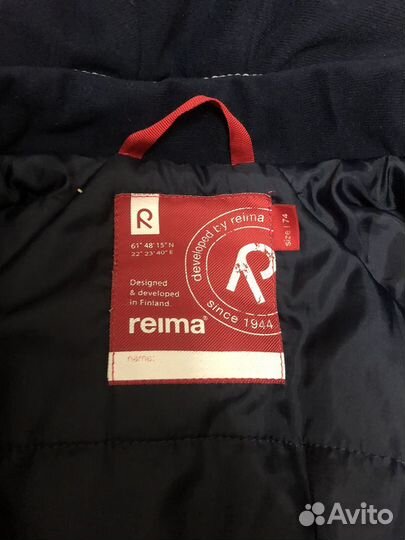 R
61° 48' 15" N
22° 23' 40" E
Designed
& developed
in Finland.
reima®
name:
developed by reima
R
since 1944
size | 74
Avito